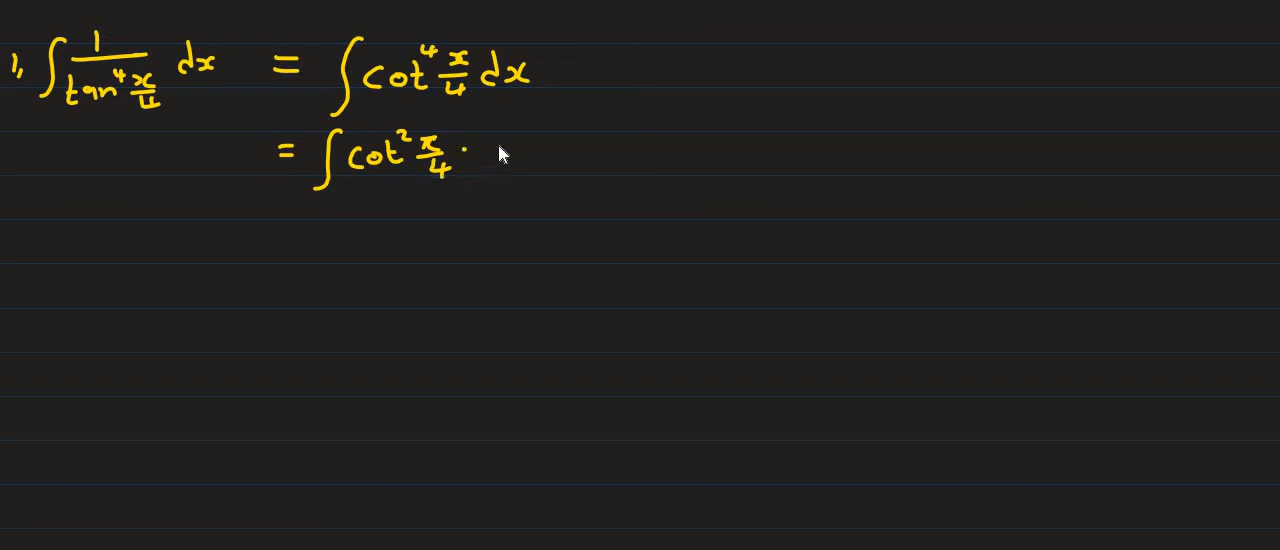 1, ∫ 1/(tan⁴ x/4) dx = ∫ cot⁴ x/4 dx
= ∫ cot² x/4 ·